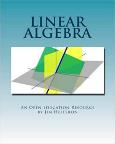 LINEAR
ALGEBRA
AN OPEN EDUCATION RESOURCE
BY JIM HEFFERON